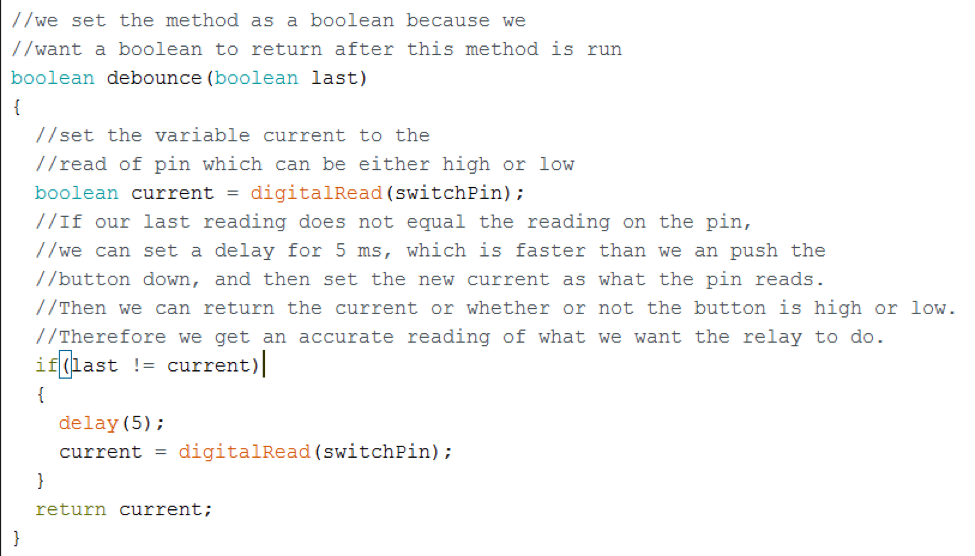 //we set the method as a boolean because we
//want a boolean to return after this method is run
boolean debounce(boolean last)
{
  //set the variable current to the
  //read of pin which can be either high or low
  boolean current = digitalRead(switchPin);
  //If our last reading does not equal the reading on the pin,
  //we can set a delay for 5 ms, which is faster than we an push the
  //button down, and then set the new current as what the pin reads.
  //Then we can return the current or whether or not the button is high or low.
  //Therefore we get an accurate reading of what we want the relay to do.
  if(last != current)
  {
    delay(5);
    current = digitalRead(switchPin);
  }
  return current;
}